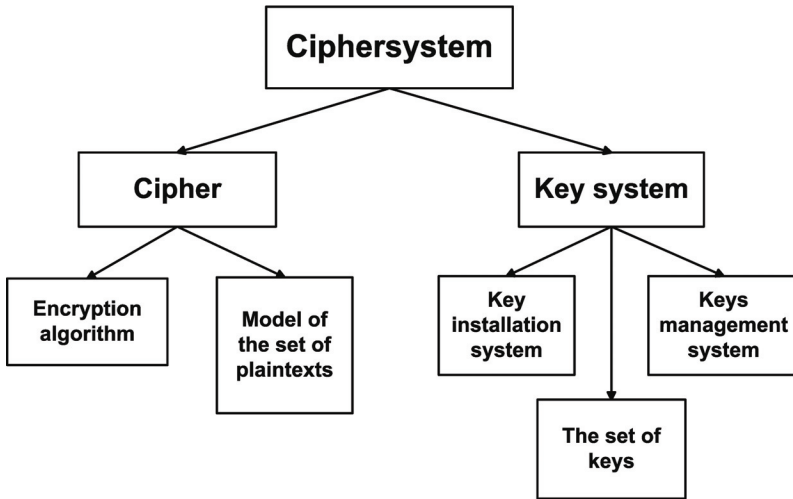 Ciphersystem
Cipher
Key system
Encryption
algorithm
Model of
the set of
plaintexts
Key
installation
system
Keys
management
system
The set of
keys